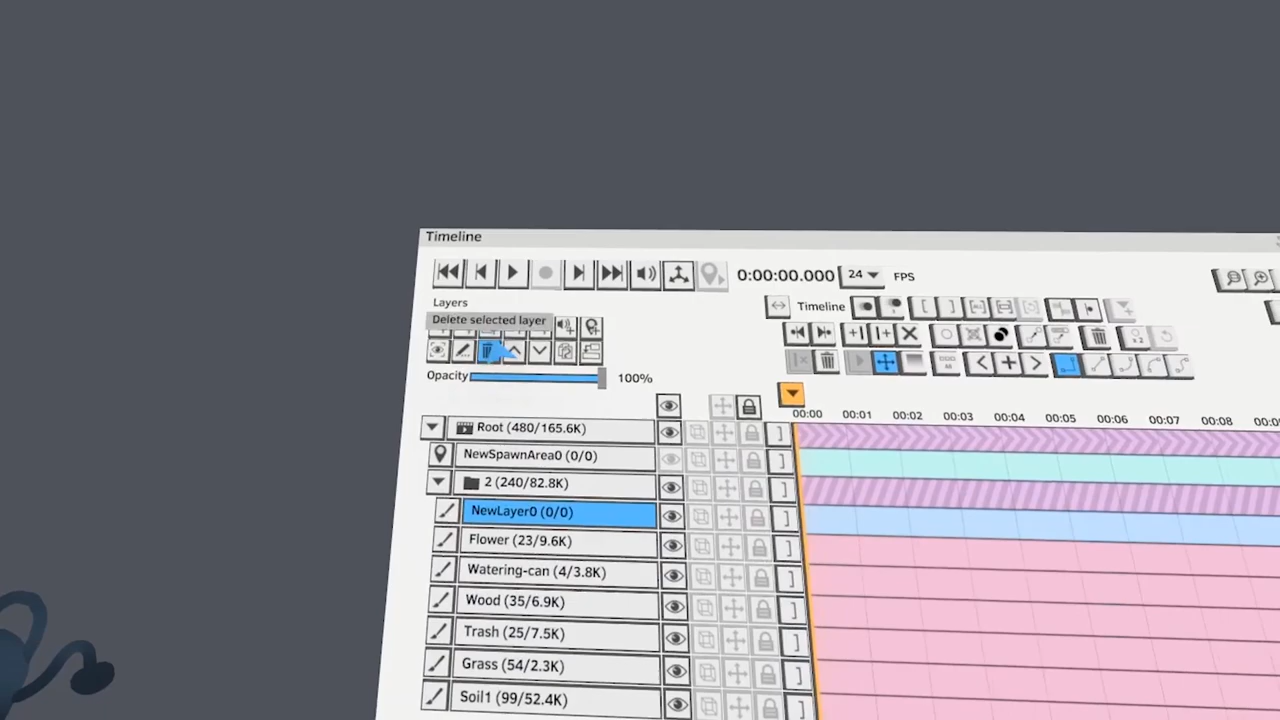 Timeline
0:00:00.000 24 FPS
Layers
Timeline
Delete selected layer
Opacity 100%
00:00 00:01 00:02 00:03 00:04 00:05 00:06 00:07 00:08
Root (480/165.6K)
NewSpawnArea0 (0/0)
2 (240/82.8K)
NewLayer0 (0/0)
Flower (23/9.6K)
Watering-can (4/3.8K)
Wood (35/6.9K)
Trash (25/7.5K)
Grass (54/2.3K)
Soil1 (99/52.4K)